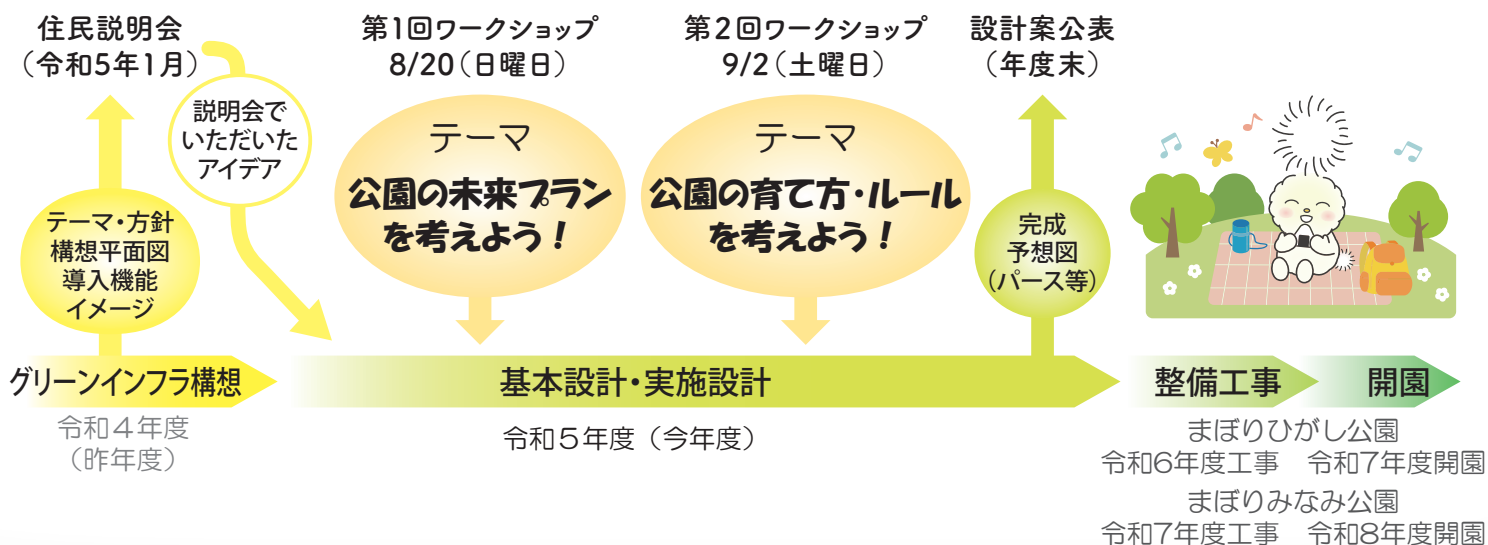 住民説明会
（令和5年1月）
説明会で
いただいた
アイデア
テーマ・方針
構想平面図
導入機能
イメージ
第1回ワークショップ
8/20（日曜日）
テーマ
公園の未来プラン
を考えよう！
第2回ワークショップ
9/2（土曜日）
テーマ
公園の育て方・ルール
を考えよう！
設計案公表
（年度末）
完成
予想図
（パース等）
グリーンインフラ構想
基本設計・実施設計
整備工事
開園
令和4年度
（昨年度）
令和5年度（今年度）
まぼりひがし公園
令和6年度工事　令和7年度開園
まぼりみなみ公園
令和7年度工事　令和8年度開園